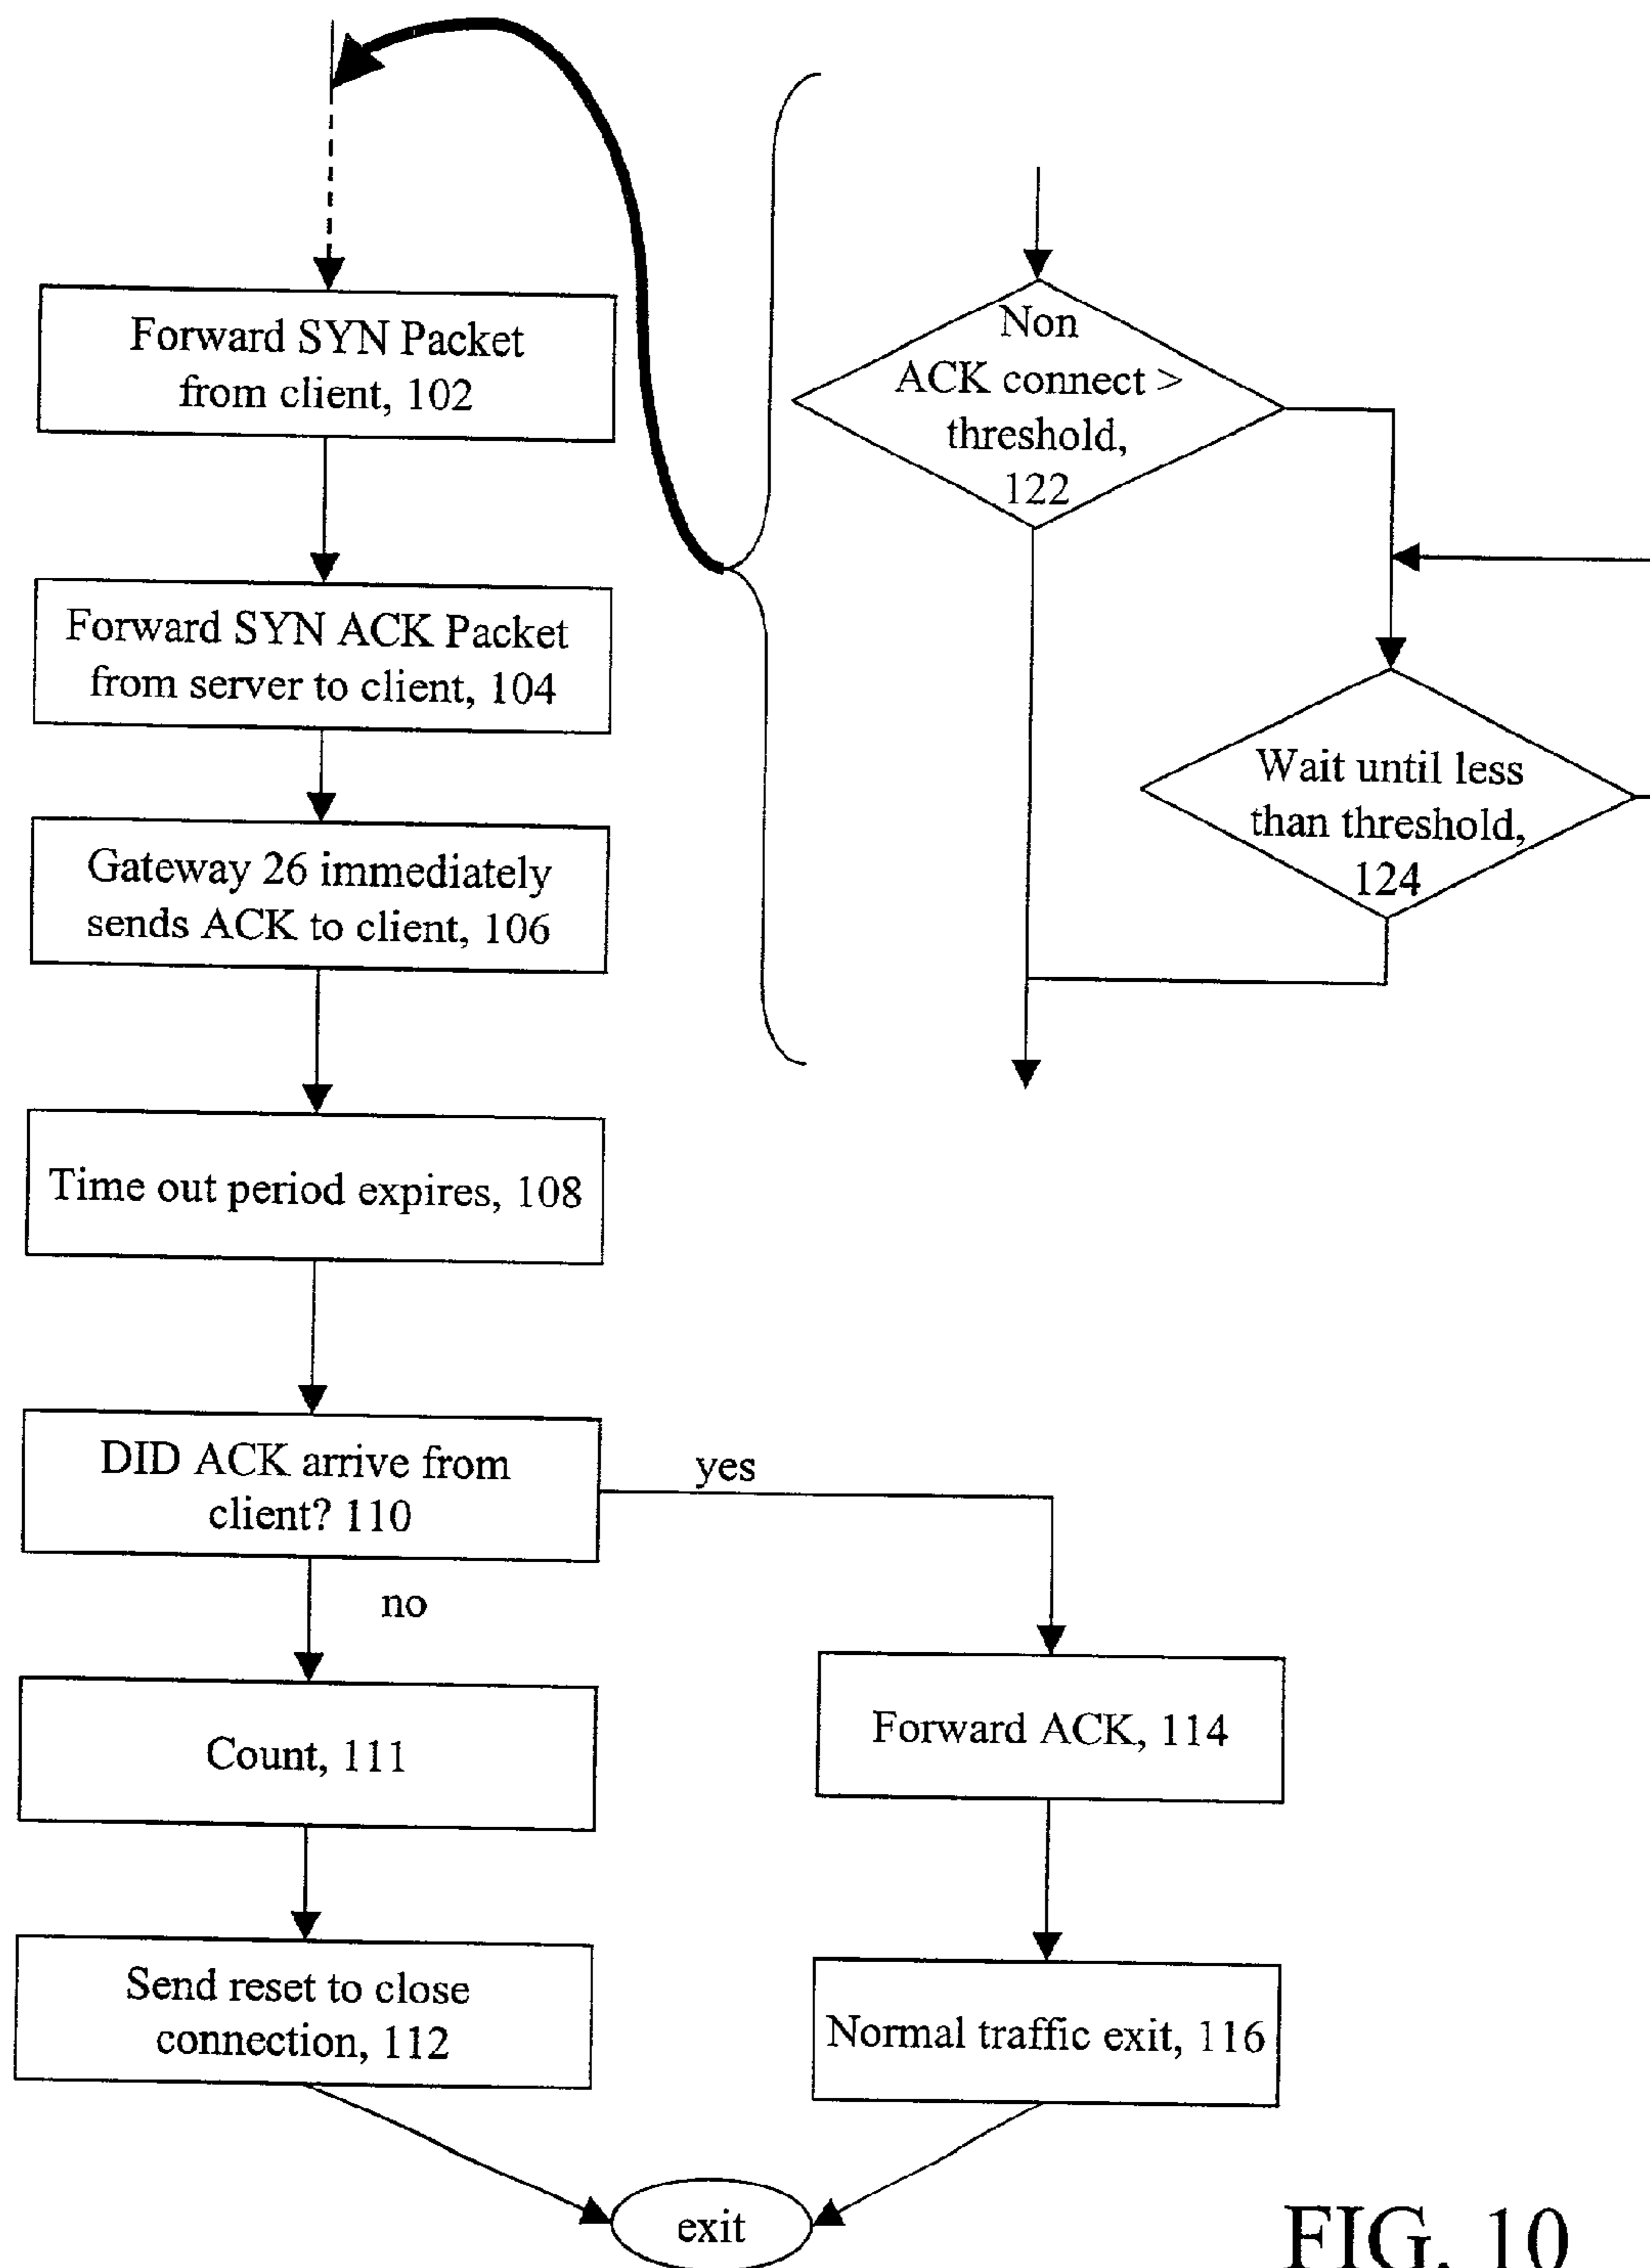 Forward SYN Packet
from client, 102
Forward SYN ACK Packet
from server to client, 104
Gateway 26 immediately
sends ACK to client, 106
Time out period expires, 108
DID ACK arrive from
client? 110
yes
no
Count, 111
Send reset to close
connection, 112
Forward ACK, 114
Normal traffic exit, 116
exit
Non
ACK connect >
threshold,
122
Wait until less
than threshold,
124
FIG. 10